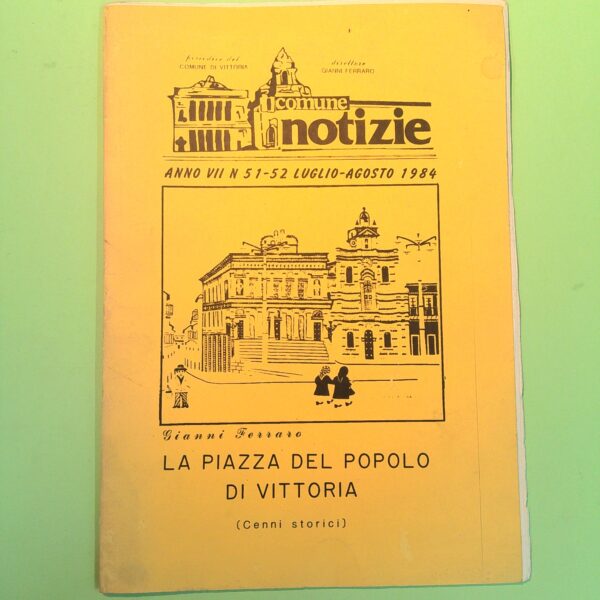 periodico del
COMUNE DI VITTORIA
direttore
GIANNI FERRARO
comune
notizie
ANNO VII N 51-52 LUGLIO-AGOSTO 1984
Gianni Ferraro
LA PIAZZA DEL POPOLO
DI VITTORIA
(Cenni storici)